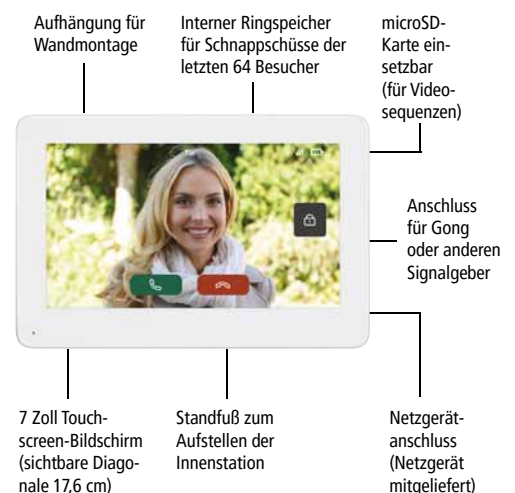 Aufhängung für
Wandmontage
Interner Ringspeicher
für Schnappschüsse der
letzten 64 Besucher
microSD-
Karte ein-
setzbar
(für Video-
sequenzen)
Anschluss
für Gong
oder anderen
Signalgeber
7 Zoll Touch-
screen-Bildschirm
(sichtbare Diago-
nale 17,6 cm)
Standfuß zum
Aufstellen der
Innenstation
Netzgerät-
anschluss
(Netzgerät
mitgeliefert)